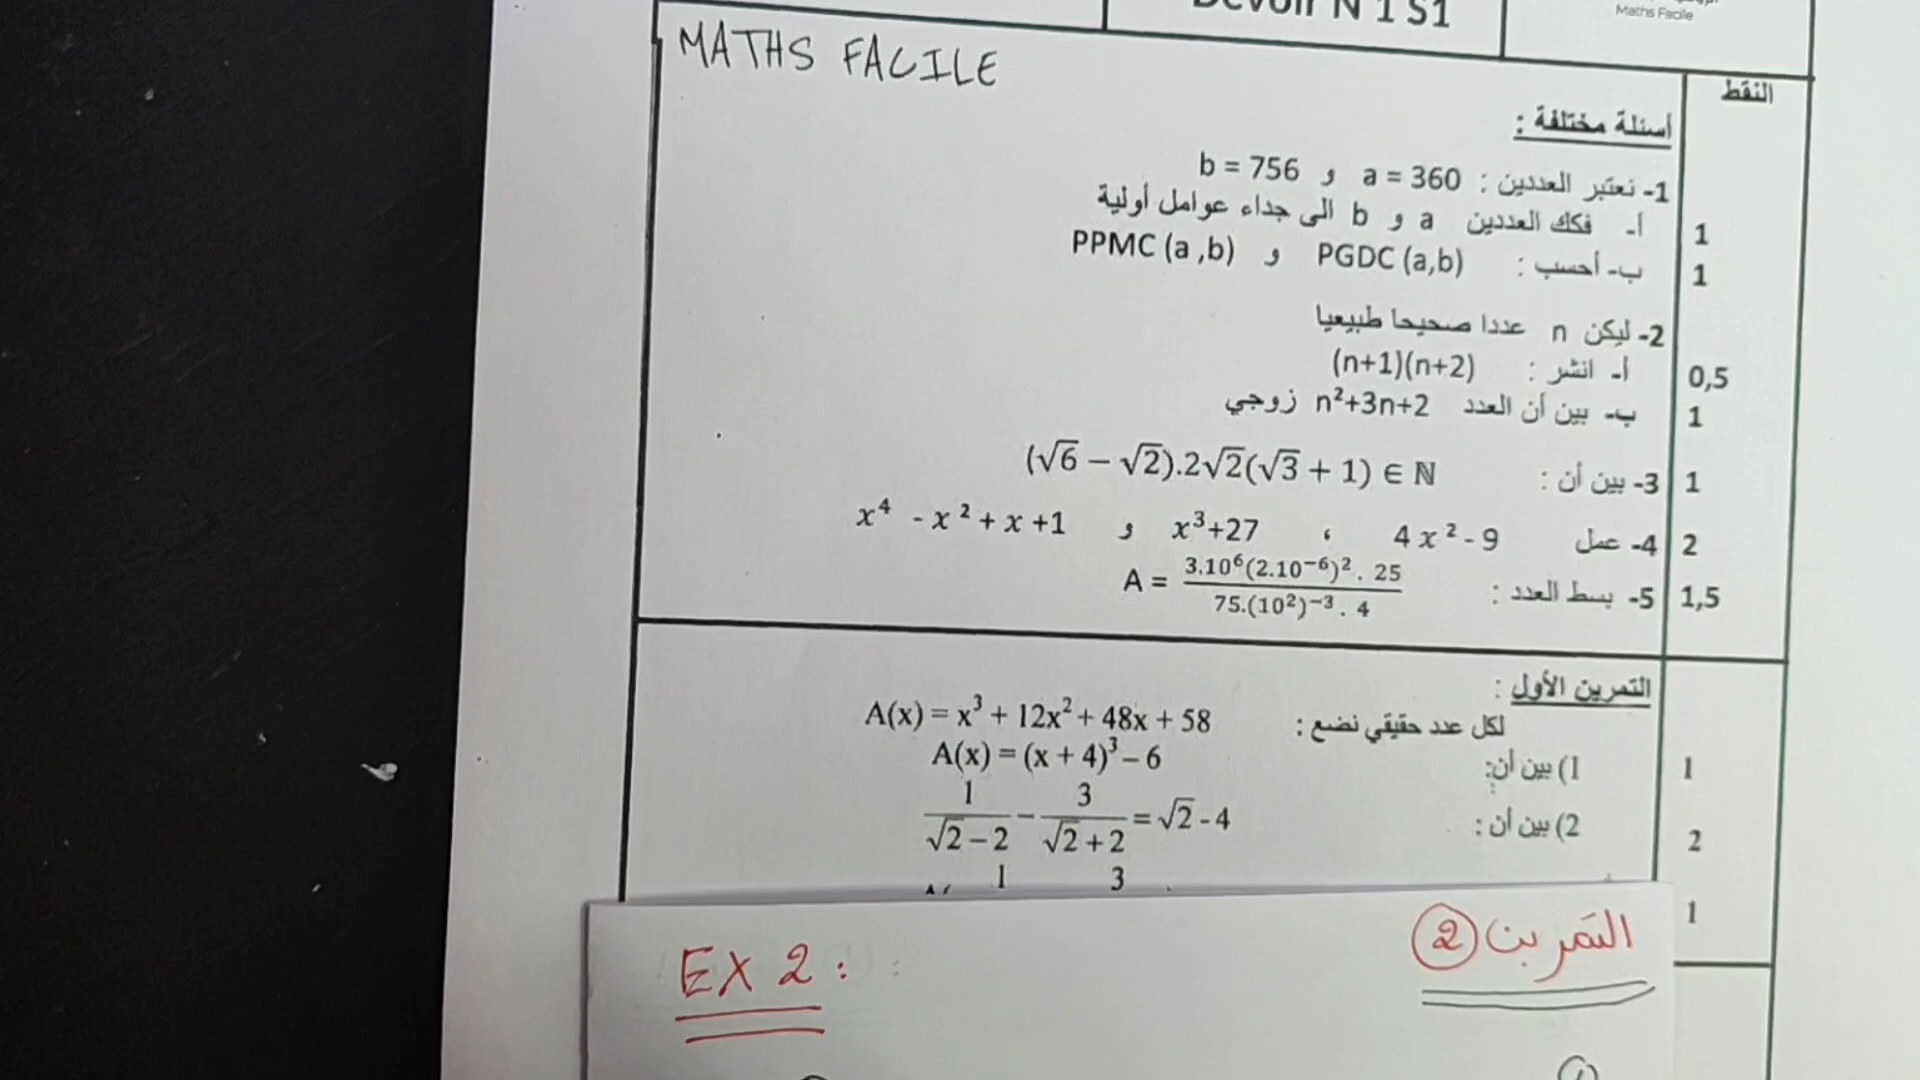 Devoir N 1 S1
Maths Facile
MATHS FACILE
النقط
أسئلة مختلفة :
1- نعتبر العددين : a = 360 و b = 756
أ- فكك العددين a و b الى جداء عوامل أولية 1
ب- أحسب : PGDC (a,b) و PPMC (a ,b) 1
2- ليكن n عددا صحيحا طبيعيا
أ- انشر : (n+1)(n+2) 0,5
ب- بين أن العدد n²+3n+2 زوجي 1
3- بين أن : (√6 – √2).2√2(√3 + 1) ∈ ℕ 1
4- عمل 4 x² - 9 ، x³+27 و x⁴ - x² + x +1 2
5- بسط العدد : A = 3.10⁶(2.10⁻⁶)² . 25 / 75.(10²)⁻³ . 4 1,5
التمرين الأول :
لكل عدد حقيقي نضع : A(x) = x³ + 12x² + 48x + 58
1) بين أن: A(x) = (x + 4)³ – 6 1
2) بين أن : 1/(√2 – 2) – 3/(√2 + 2) = √2 - 4 2
1 3
1
EX 2 :
التمرين 2